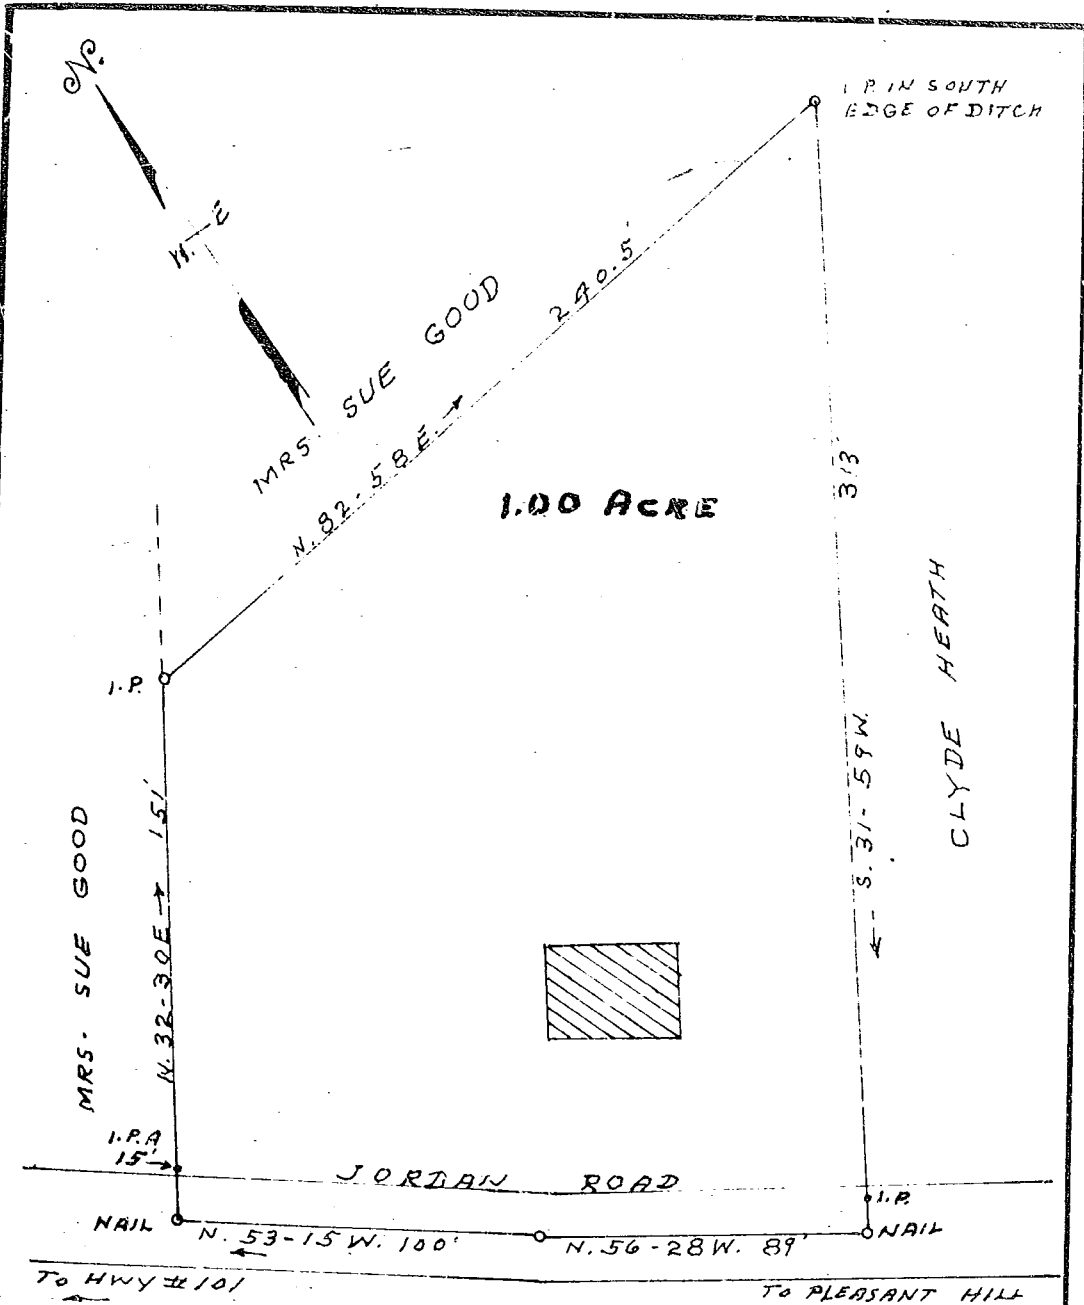 N.
W. E
I.P. IN SOUTH
EDGE OF DITCH
MRS. SUE GOOD
N. 82-58 E. → 240.5'
1.00 ACRE
313'
S. 31-59 W.
CLYDE HEATH
I.P.
MRS. SUE GOOD
N. 32-30E → 151'
I.P.A
15'→
JORDAN ROAD
I.P.
NAIL
N. 53-15 W. 100'
N. 56-28 W. 89'
NAIL
TO HWY # 101
TO PLEASANT HILL